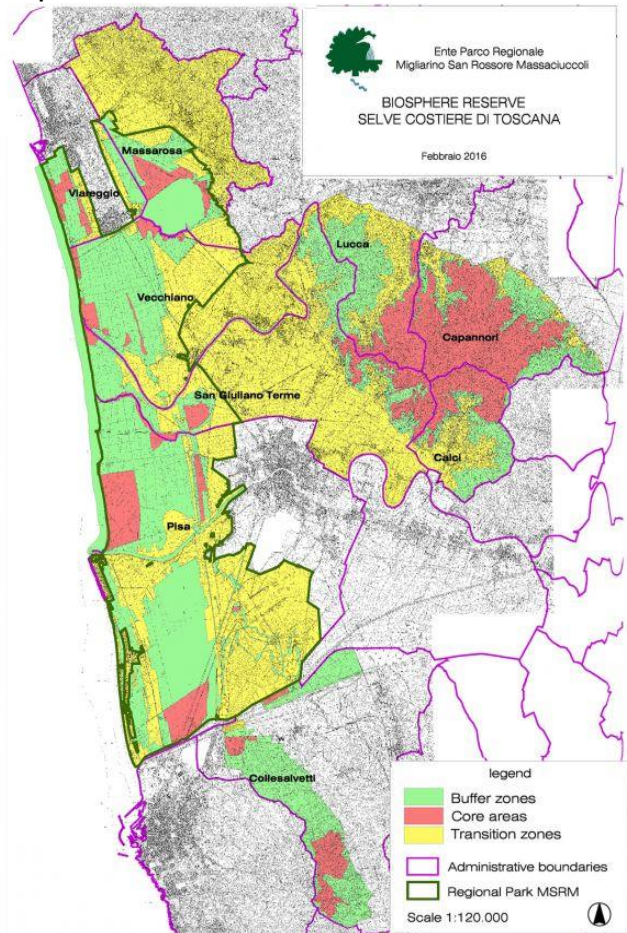 Ente Parco Regionale
Migliarino San Rossore Massaciuccoli
BIOSPHERE RESERVE
SELVE COSTIERE DI TOSCANA
Febbraio 2016
Massarosa
Viareggio
Lucca
Vecchiano
Capannori
San Giuliano Terme
Calci
Pisa
Collesalvetti
legend
Buffer zones
Core areas
Transition zones
Administrative boundaries
Regional Park MSRM
Scale 1:120.000